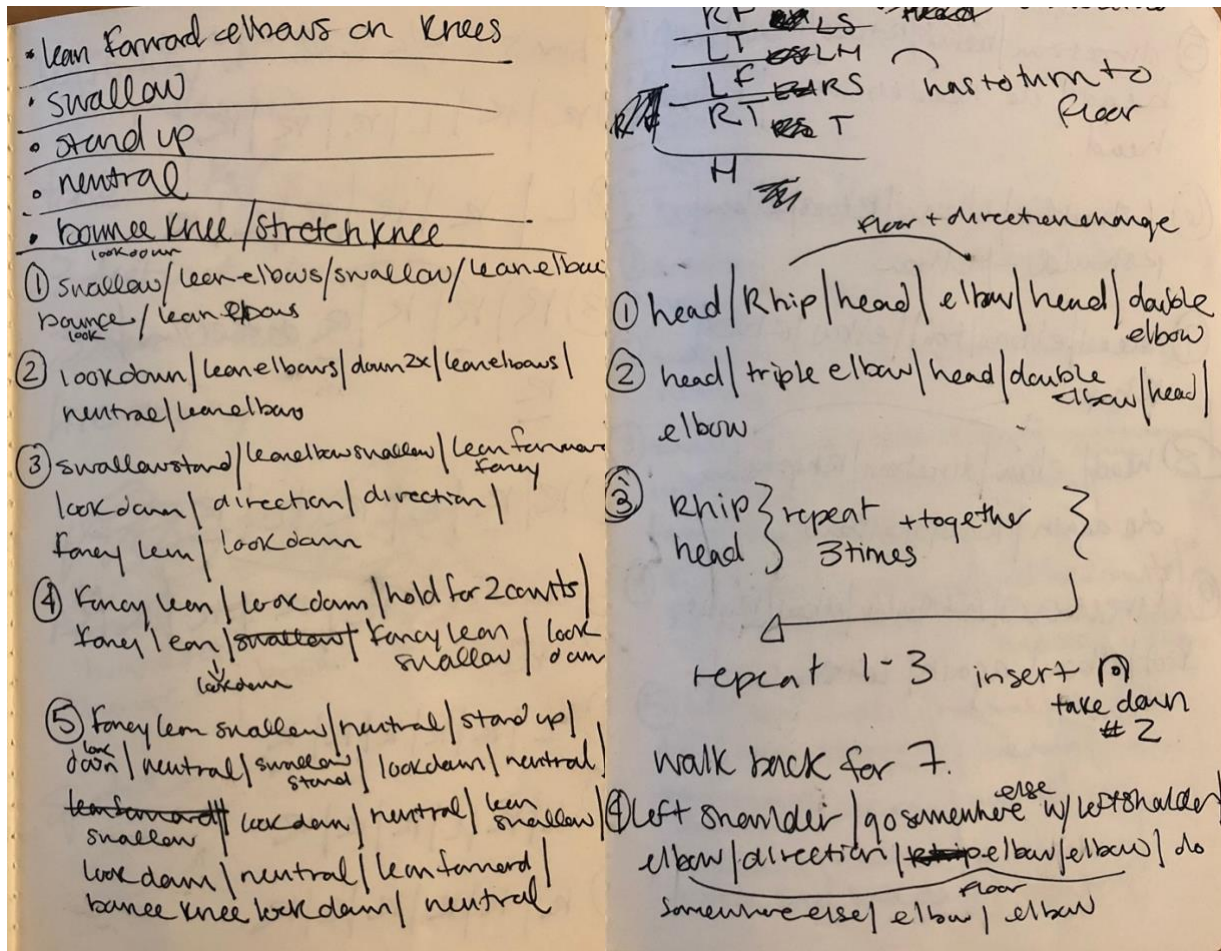 • lean forward elbows on knees
• swallow
• stand up
• neutral
• bounce knee / stretch knee
look down
① swallow / lean elbows / swallow / lean elbow
bounce / lean elbows
look
② look down / lean elbows / down 2x / lean elbows /
neutral / lean elbow
③ swallow stand / lean elbow swallow / lean forward
fancy
look down / direction / direction /
fancy lean / look down
④ fancy lean / look down / hold for 2 counts /
fancy lean / swallow / fancy lean
swallow / look down
look down
⑤ fancy lean swallow / neutral / stand up /
look down / neutral / swallow stand / look down / neutral /
lean forward
swallow / look down / neutral / lean swallow /
look down / neutral / lean forward /
bounce knee look down / neutral
RF LS
LT LH
LF RS has to turn to
RT T floor
H
floor + direction change
① head / R hip / head / elbow / head / double
elbow
② head / triple elbow / head / double
elbow / head /
elbow
③ R hip } repeat + together }
head } 3 times
repeat 1-3 insert
take down
#2
walk back for 7.
④ left shoulder / go somewhere else w/ left shoulder
elbow / direction / elbow / elbow / do
floor
somewhere else / elbow / elbow